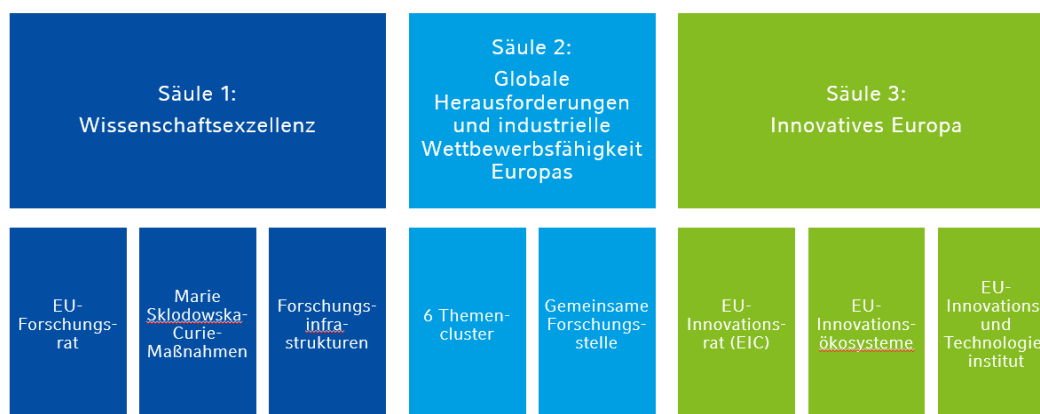 Säule 1:
Wissenschaftsexzellenz
Säule 2:
Globale
Herausforderungen
und industrielle
Wettbewerbsfähigkeit
Europas
Säule 3:
Innovatives Europa
EU-
Forschungs-
rat
Marie
Sklodowska-
Curie-
Maßnahmen
Forschungs-
infra-
strukturen
6 Themen-
cluster
Gemeinsame
Forschungs-
stelle
EU-
Innovations-
rat (EIC)
EU-
Innovations-
ökosysteme
EU-
Innovations
und
Technologie
institut